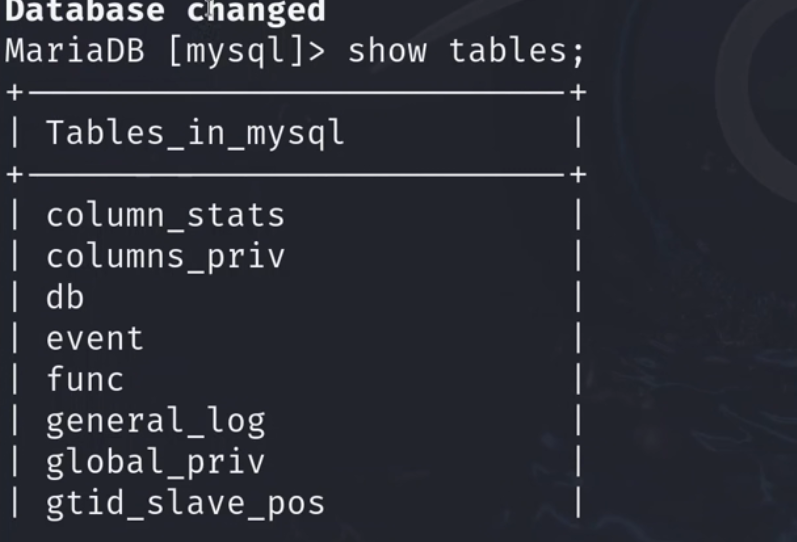 Database changed
MariaDB [mysql]> show tables;
+---------------------------+
| Tables_in_mysql           |
+---------------------------+
| column_stats              |
| columns_priv              |
| db                        |
| event                     |
| func                      |
| general_log               |
| global_priv               |
| gtid_slave_pos            |